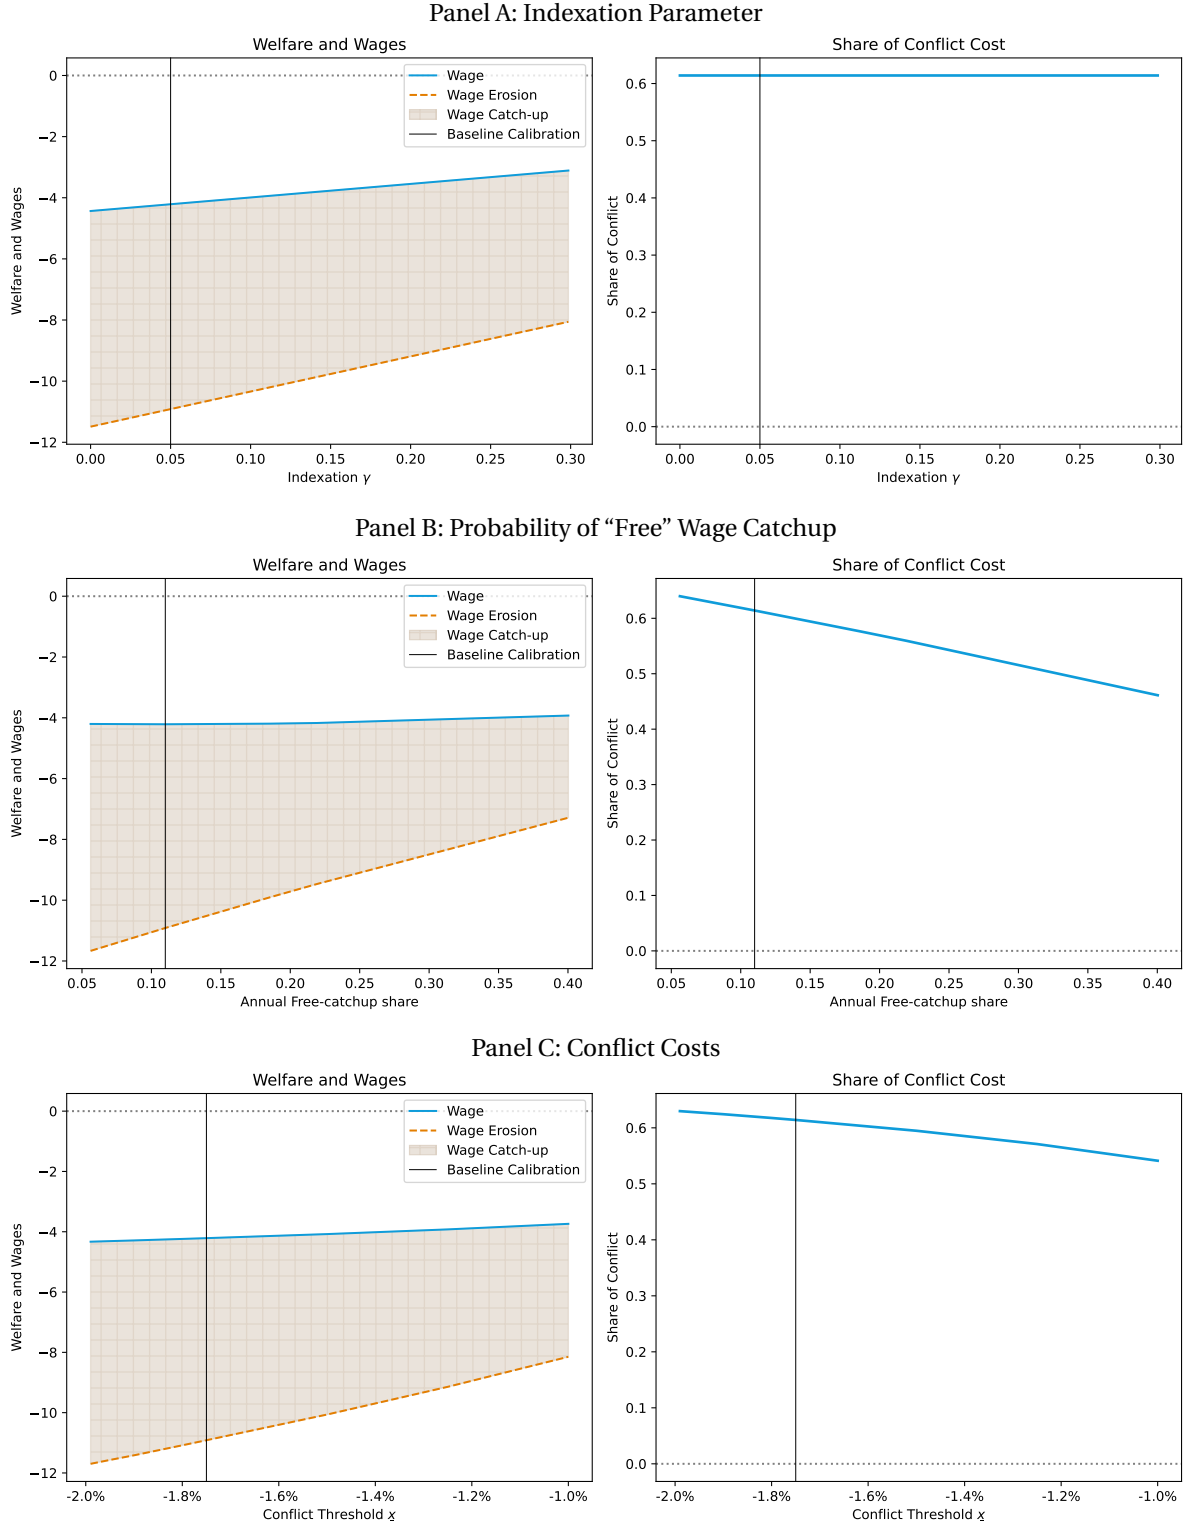 Panel A: Indexation Parameter
Welfare and Wages
0
−2
−4
−6
−8
−10
−12
Welfare and Wages
Wage
Wage Erosion
Wage Catch-up
Baseline Calibration
0.00 0.05 0.10 0.15 0.20 0.25 0.30
Indexation γ
Share of Conflict Cost
0.6
0.5
0.4
0.3
0.2
0.1
0.0
Share of Conflict
0.00 0.05 0.10 0.15 0.20 0.25 0.30
Indexation γ
Panel B: Probability of “Free” Wage Catchup
Welfare and Wages
0
−2
−4
−6
−8
−10
−12
Welfare and Wages
Wage
Wage Erosion
Wage Catch-up
Baseline Calibration
0.05 0.10 0.15 0.20 0.25 0.30 0.35 0.40
Annual Free-catchup share
Share of Conflict Cost
0.6
0.5
0.4
0.3
0.2
0.1
0.0
Share of Conflict
0.05 0.10 0.15 0.20 0.25 0.30 0.35 0.40
Annual Free-catchup share
Panel C: Conflict Costs
Welfare and Wages
0
−2
−4
−6
−8
−10
−12
Welfare and Wages
Wage
Wage Erosion
Wage Catch-up
Baseline Calibration
-2.0% -1.8% -1.6% -1.4% -1.2% -1.0%
Conflict Threshold x̲
Share of Conflict Cost
0.6
0.5
0.4
0.3
0.2
0.1
0.0
Share of Conflict
-2.0% -1.8% -1.6% -1.4% -1.2% -1.0%
Conflict Threshold x̲